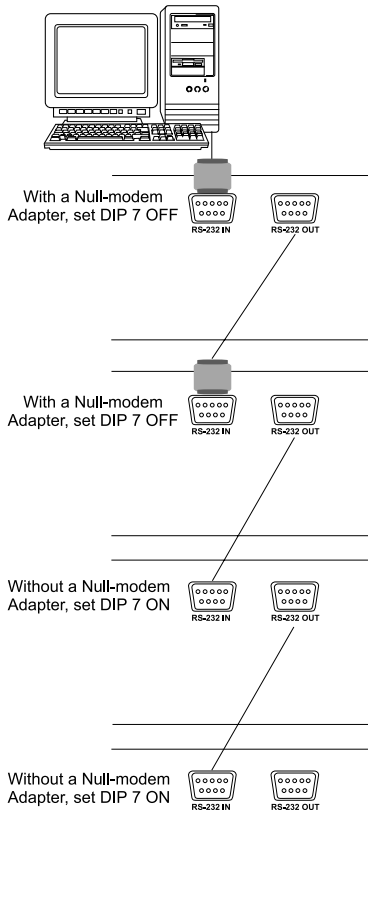 With a Null-modem
Adapter, set DIP 7 OFF
RS-232 IN
RS-232 OUT
With a Null-modem
Adapter, set DIP 7 OFF
RS-232 IN
RS-232 OUT
Without a Null-modem
Adapter, set DIP 7 ON
RS-232 IN
RS-232 OUT
Without a Null-modem
Adapter, set DIP 7 ON
RS-232 IN
RS-232 OUT